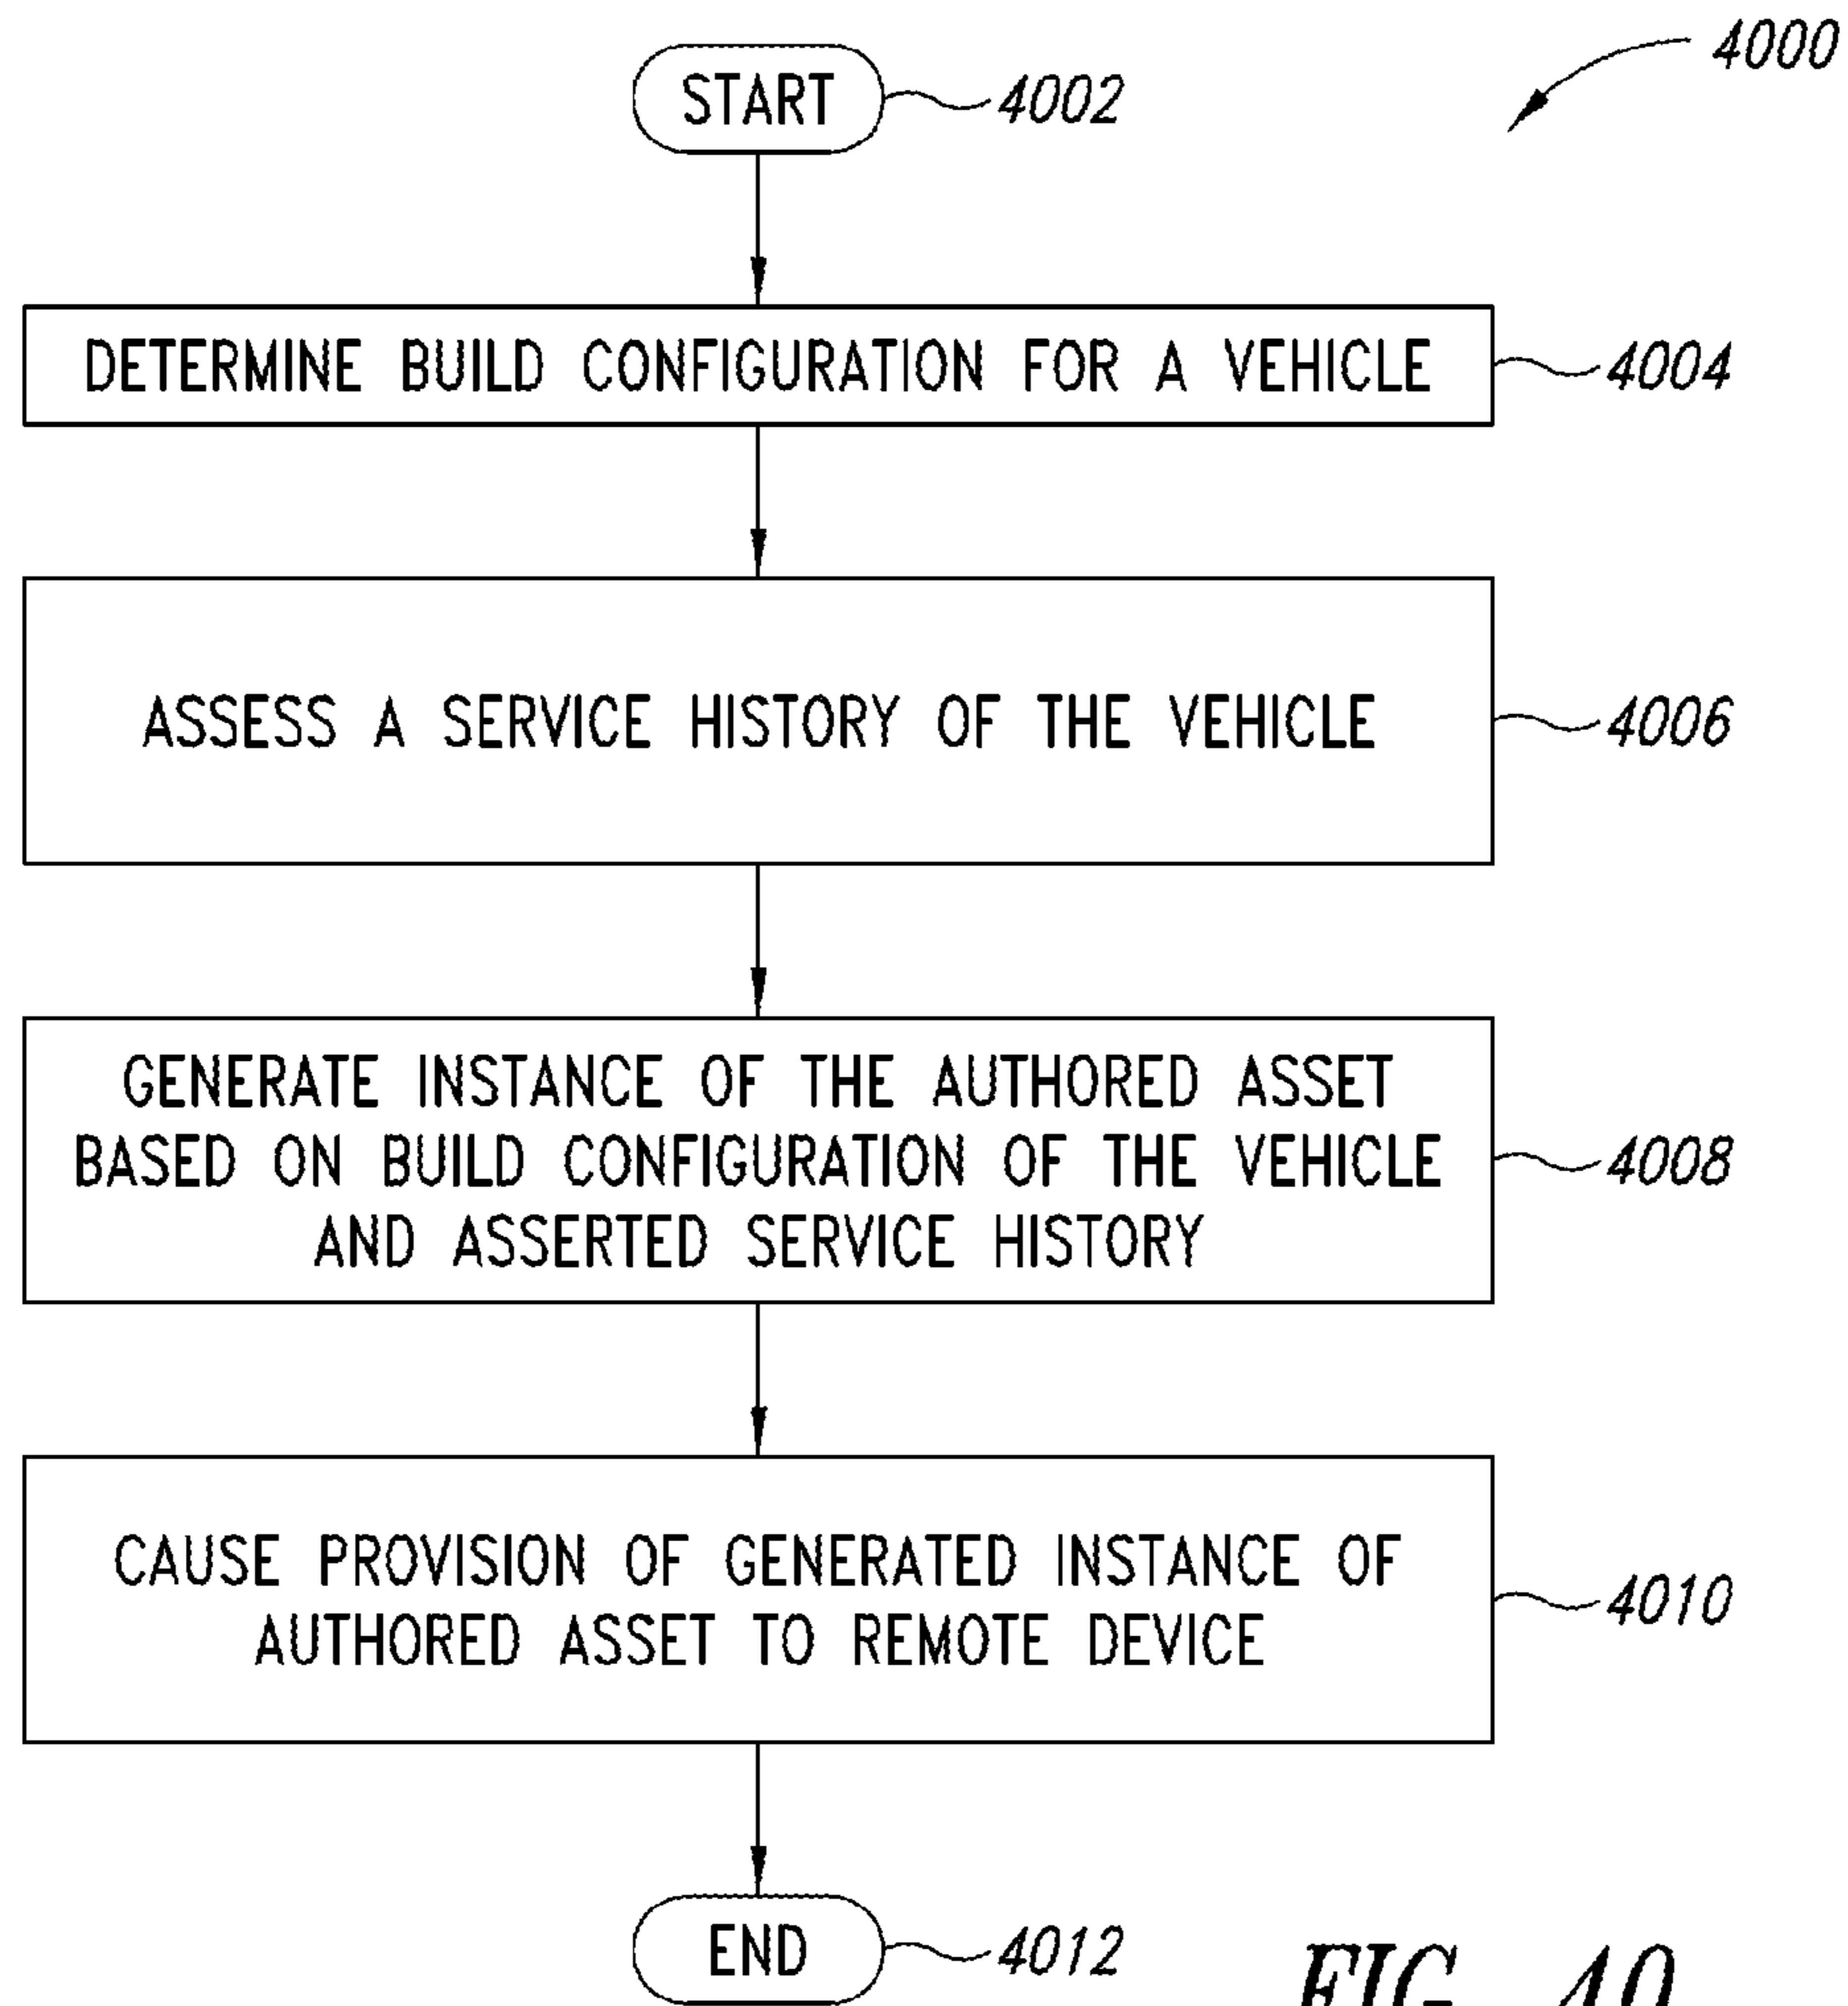 4000
START
4002
DETERMINE BUILD CONFIGURATION FOR A VEHICLE
4004
ASSESS A SERVICE HISTORY OF THE VEHICLE
4006
GENERATE INSTANCE OF THE AUTHORED ASSET
BASED ON BUILD CONFIGURATION OF THE VEHICLE
AND ASSERTED SERVICE HISTORY
4008
CAUSE PROVISION OF GENERATED INSTANCE OF
AUTHORED ASSET TO REMOTE DEVICE
4010
END
4012
FIG. 40